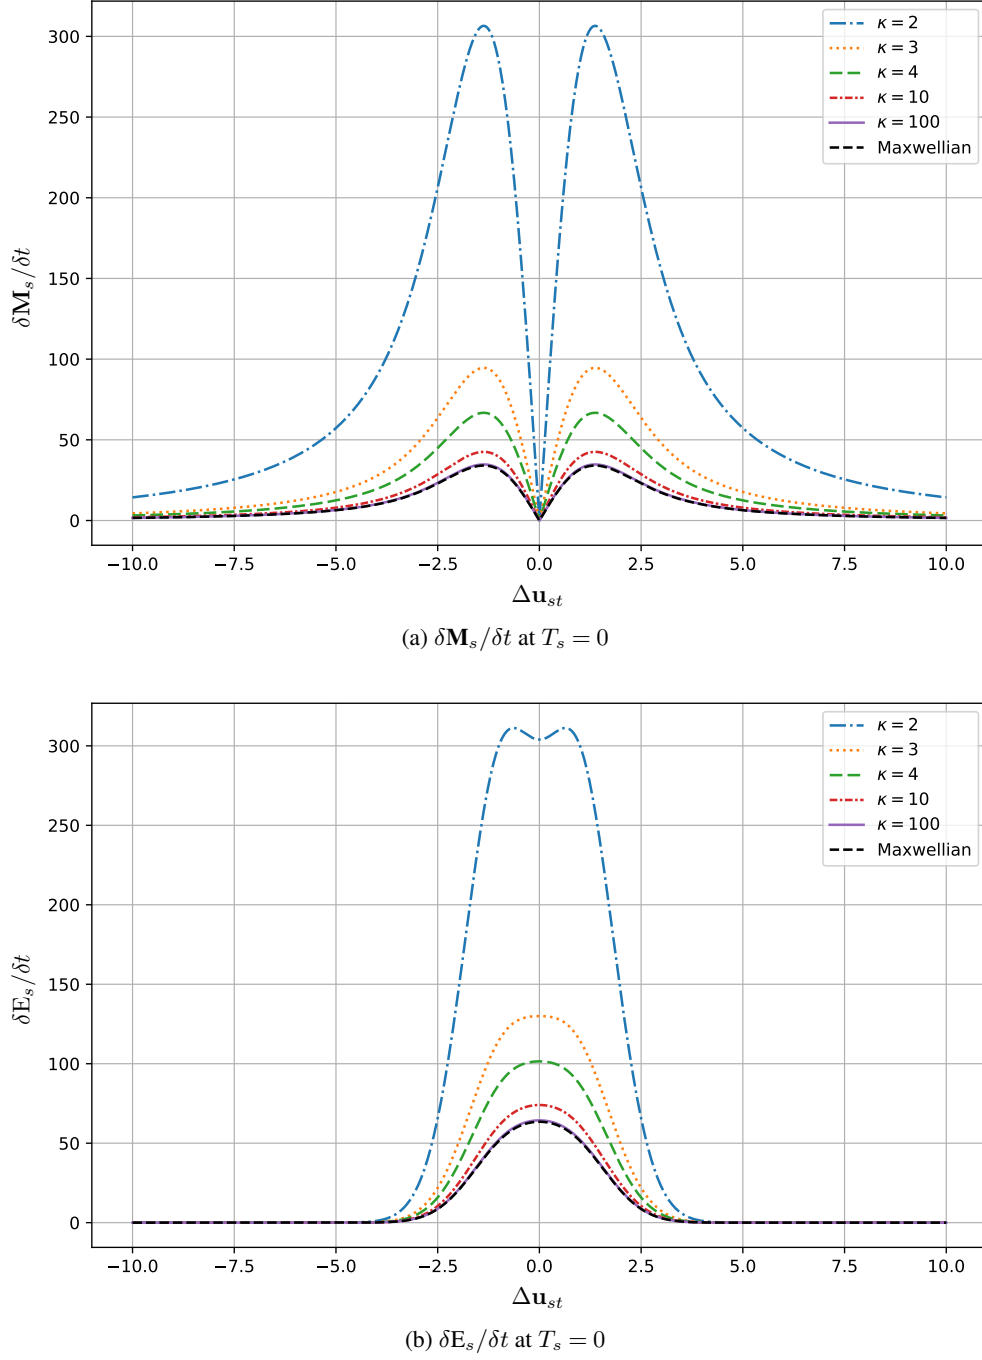 300
250
200
150
100
50
0
δM_s/δt
κ = 2
κ = 3
κ = 4
κ = 10
κ = 100
Maxwellian
−10.0 −7.5 −5.0 −2.5 0.0 2.5 5.0 7.5 10.0
Δu_{st}
(a) δM_s/δt at T_s = 0
300
250
200
150
100
50
0
δE_s/δt
κ = 2
κ = 3
κ = 4
κ = 10
κ = 100
Maxwellian
−10.0 −7.5 −5.0 −2.5 0.0 2.5 5.0 7.5 10.0
Δu_{st}
(b) δE_s/δt at T_s = 0